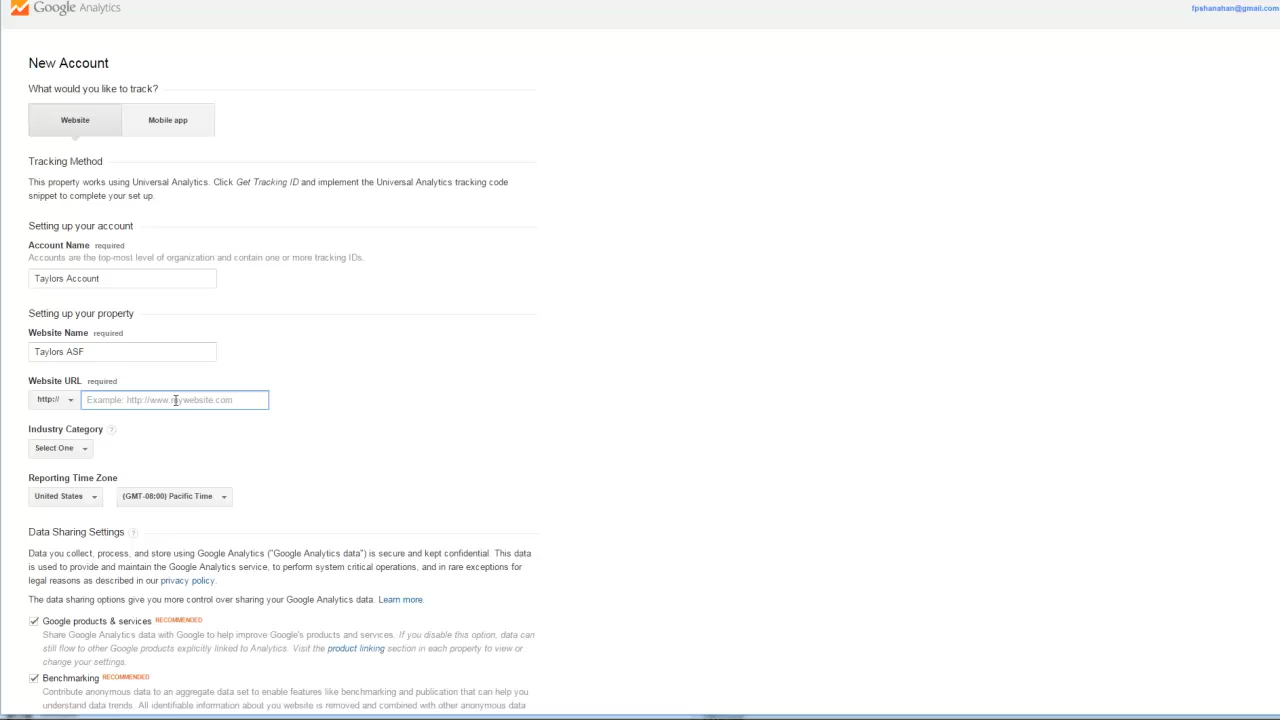 Google Analytics
fpshanahan@gmail.com
New Account
What would you like to track?
Website
Mobile app
Tracking Method
This property works using Universal Analytics. Click Get Tracking ID and implement the Universal Analytics tracking code
snippet to complete your set up.
Setting up your account
Account Name required
Accounts are the top-most level of organization and contain one or more tracking IDs.
Taylors Account
Setting up your property
Website Name required
Taylors ASF
Website URL required
http://
Example: http://www.mywebsite.com
Industry Category ?
Select One
Reporting Time Zone
United States
(GMT-08:00) Pacific Time
Data Sharing Settings ?
Data you collect, process, and store using Google Analytics ("Google Analytics data") is secure and kept confidential. This data
is used to provide and maintain the Google Analytics service, to perform system critical operations, and in rare exceptions for
legal reasons as described in our privacy policy.
The data sharing options give you more control over sharing your Google Analytics data. Learn more.
Google products & services RECOMMENDED
Share Google Analytics data with Google to help improve Google's products and services. If you disable this option, data can
still flow to other Google products explicitly linked to Analytics. Visit the product linking section in each property to view or
change your settings.
Benchmarking RECOMMENDED
Contribute anonymous data to an aggregate data set to enable features like benchmarking and publication that can help you
understand data trends. All identifiable information about you website is removed and combined with other anonymous data